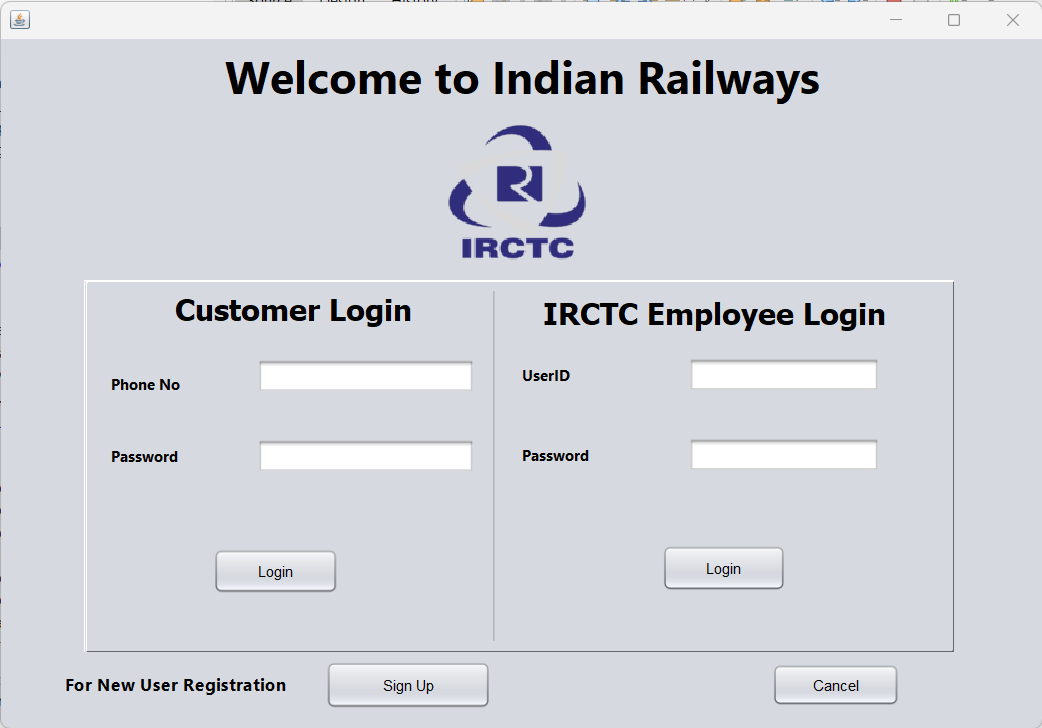 Welcome to Indian Railways
IRCTC
Customer Login
Phone No
Password
Login
IRCTC Employee Login
UserID
Password
Login
For New User Registration
Sign Up
Cancel